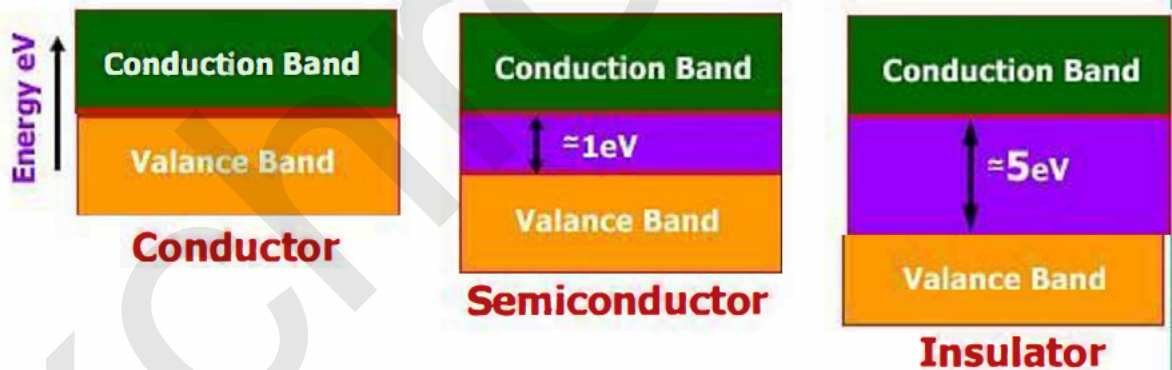 Energy eV
Conduction Band
Valance Band
Conductor
Conduction Band
≃1eV
Valance Band
Semiconductor
Conduction Band
≃5eV
Valance Band
Insulator